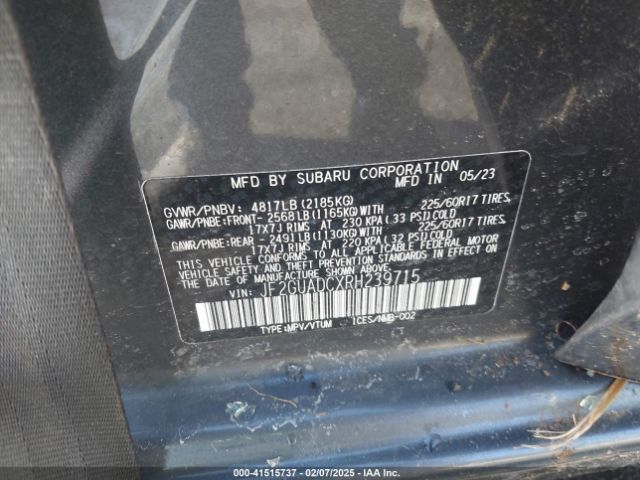 MFD BY SUBARU CORPORATION
MFD IN 05/23
GVWR/PNBV: 4817LB(2185KG)
GAWR/PNBE:FRONT- 2568LB(1165KG)WITH 225/60R17 TIRES,
17X7J RIMS AT 230 KPA (33 PSI)COLD
GAWR/PNBE:REAR - 2491LB(1130KG)WITH 225/60R17 TIRES,
17X7J RIMS AT 220 KPA (32 PSI)COLD
THIS VEHICLE CONFORMS TO ALL APPLICABLE FEDERAL MOTOR
VEHICLE SAFETY AND THEFT PREVENTION STANDARDS IN EFFECT
ON THE DATE OF MANUFACTURE SHOWN ABOVE.
VIN: JF2GUADCXRH239715
TYPE:MPV/VTUM ICES/NMB-002
000-41515737 - 02/07/2025 - IAA, Inc.